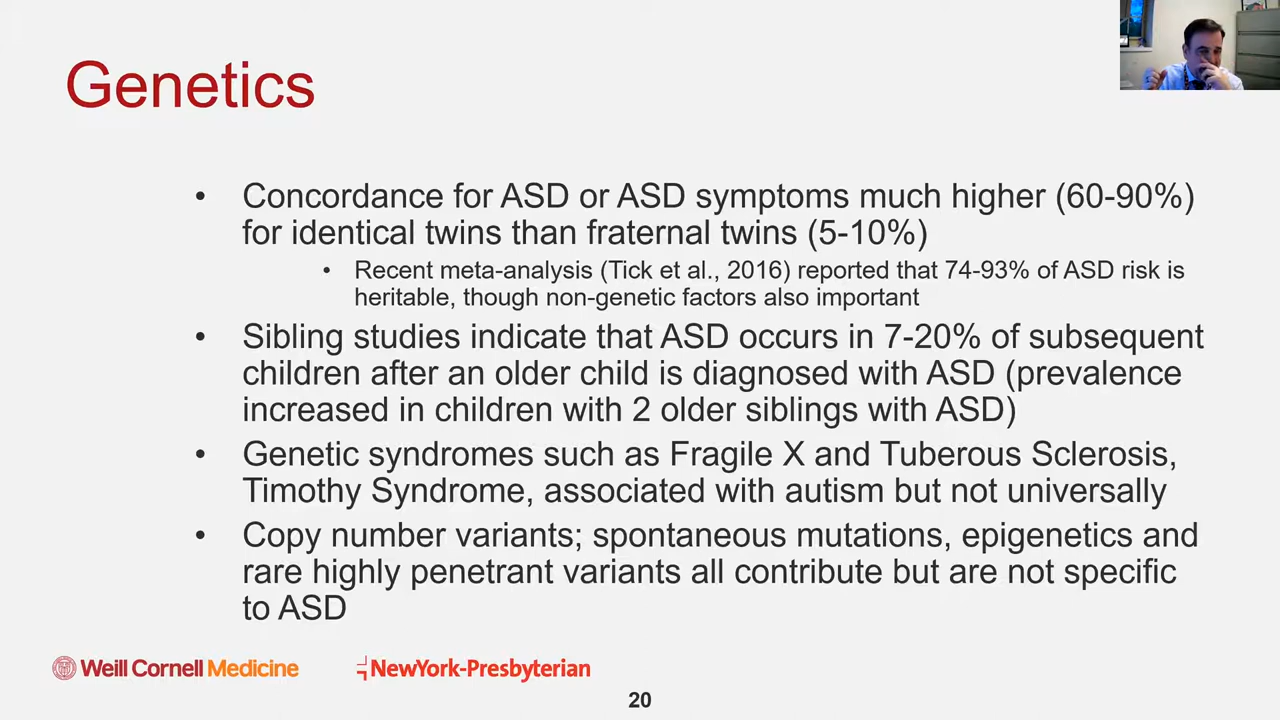 Genetics
• Concordance for ASD or ASD symptoms much higher (60-90%)
for identical twins than fraternal twins (5-10%)
• Recent meta-analysis (Tick et al., 2016) reported that 74-93% of ASD risk is
heritable, though non-genetic factors also important
• Sibling studies indicate that ASD occurs in 7-20% of subsequent
children after an older child is diagnosed with ASD (prevalence
increased in children with 2 older siblings with ASD)
• Genetic syndromes such as Fragile X and Tuberous Sclerosis,
Timothy Syndrome, associated with autism but not universally
• Copy number variants; spontaneous mutations, epigenetics and
rare highly penetrant variants all contribute but are not specific
to ASD
Weill Cornell Medicine
NewYork-Presbyterian
20